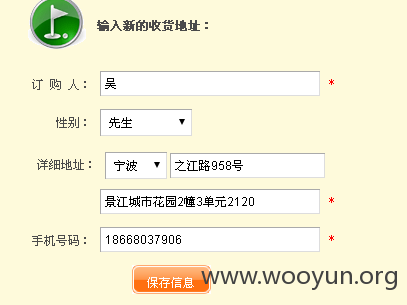 输入新的收货地址：
订 购 人： 吴 *
性别： 先生
详细地址： 宁波 之江路958号
景江城市花园2幢3单元2120 *
手机号码： 18668037906 *
保存信息
www.wooyun.org